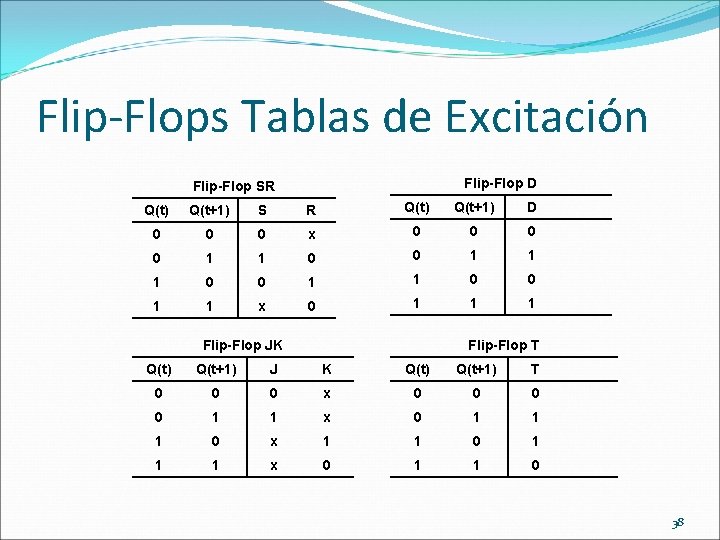 Flip-Flops Tablas de Excitación
Flip-Flop SR
Q(t) Q(t+1) S R
0 0 0 x
0 1 1 0
1 0 0 1
1 1 x 0
Flip-Flop D
Q(t) Q(t+1) D
0 0 0
0 1 1
1 0 0
1 1 1
Flip-Flop JK
Q(t) Q(t+1) J K
0 0 0 x
0 1 1 x
1 0 x 1
1 1 x 0
Flip-Flop T
Q(t) Q(t+1) T
0 0 0
0 1 1
1 0 1
1 1 0
38